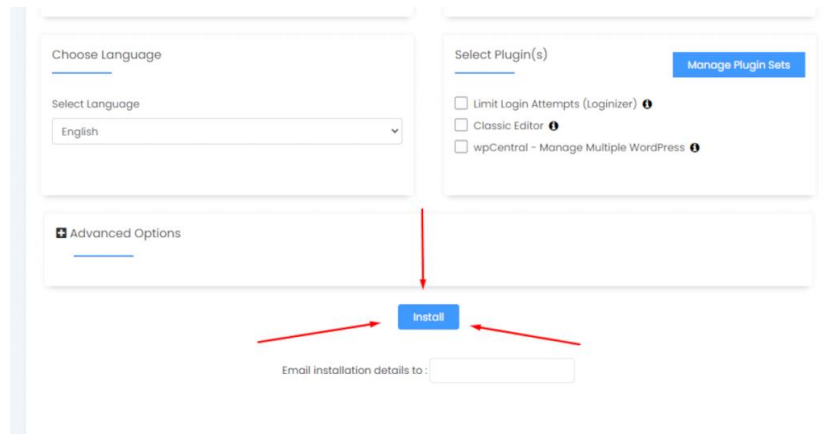 Choose Language
Select Language
English
Select Plugin(s)
Manage Plugin Sets
Limit Login Attempts (Loginizer)
Classic Editor
wpCentral - Manage Multiple WordPress
Advanced Options
Install
Email installation details to :